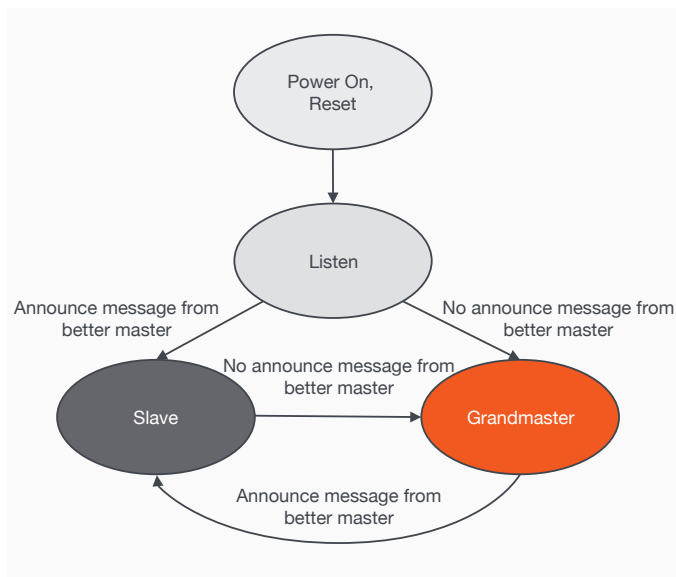 Power On,
Reset
Listen
Announce message from
better master
No announce message from
better master
No announce message from
better master
Slave
Grandmaster
Announce message from
better master